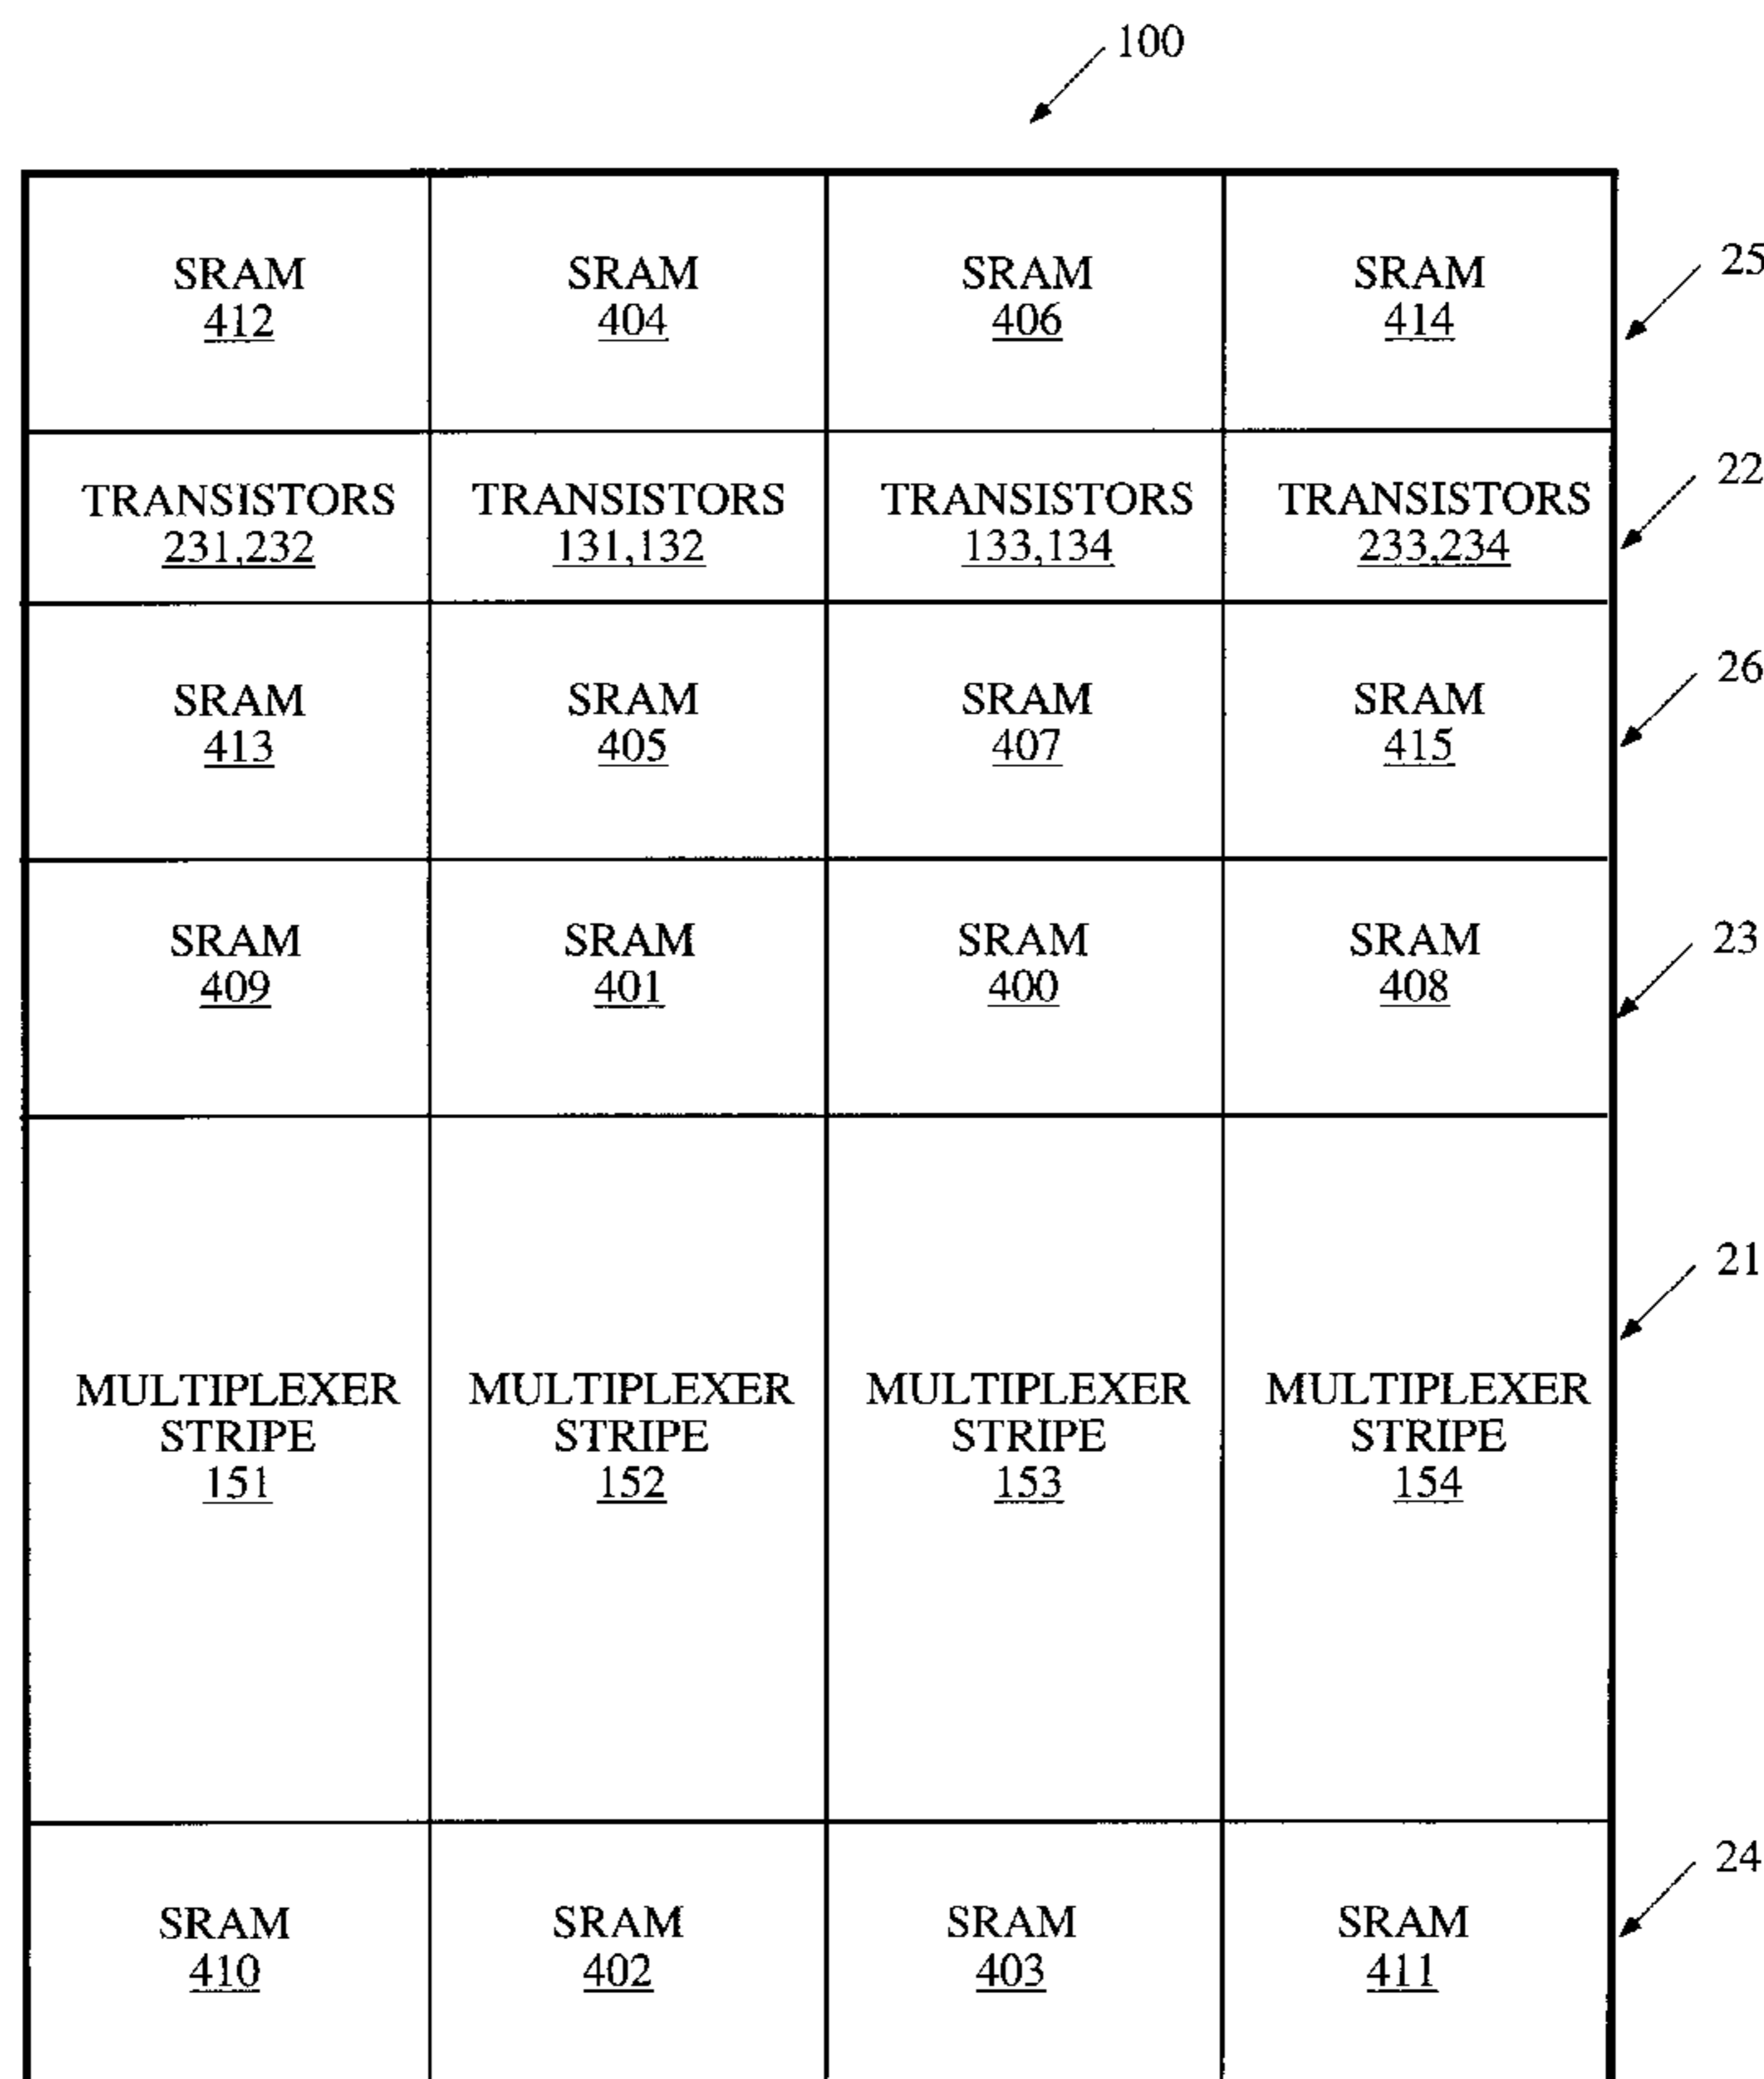 100
SRAM SRAM SRAM SRAM
412 404 406 414
25
TRANSISTORS TRANSISTORS TRANSISTORS TRANSISTORS
231,232 131,132 133,134 233,234
22
SRAM SRAM SRAM SRAM
413 405 407 415
26
SRAM SRAM SRAM SRAM
409 401 400 408
23
21
MULTIPLEXER MULTIPLEXER MULTIPLEXER MULTIPLEXER
STRIPE STRIPE STRIPE STRIPE
151 152 153 154
24
SRAM SRAM SRAM SRAM
410 402 403 411